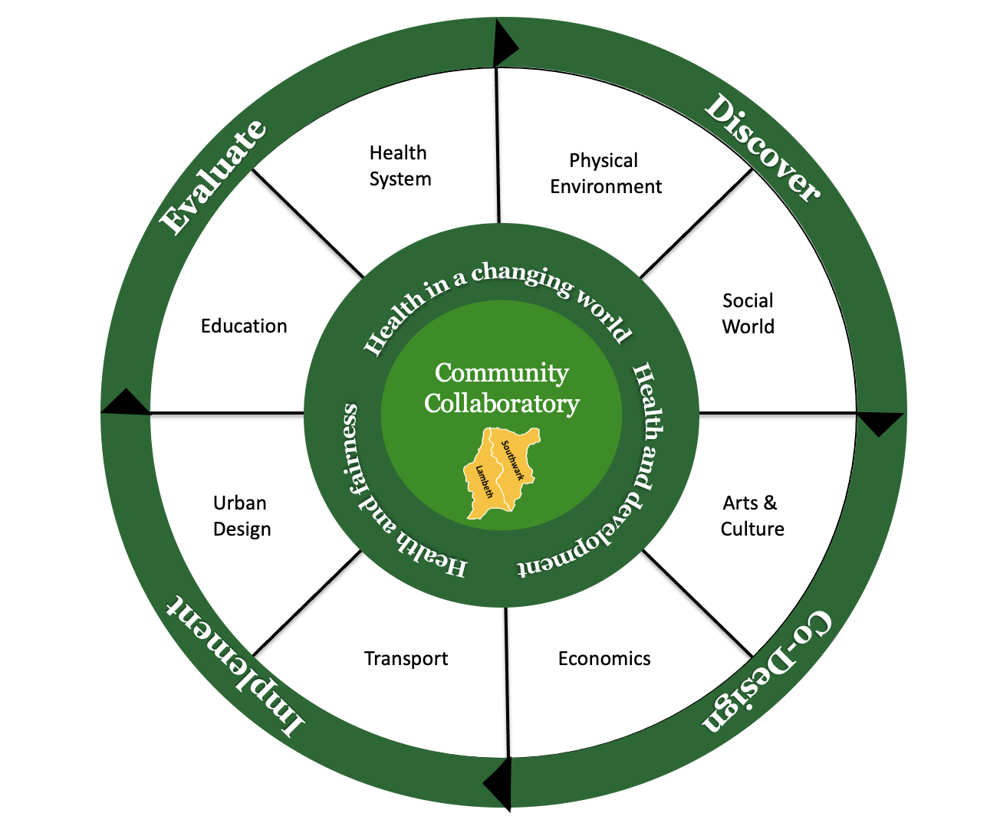 Discover
Co-Design
Implement
Evaluate
Health
System
Physical
Environment
Social
World
Arts &
Culture
Economics
Transport
Urban
Design
Education
Health in a changing world
Health and development
Health and fairness
Community
Collaboratory
Southwark
Lambeth